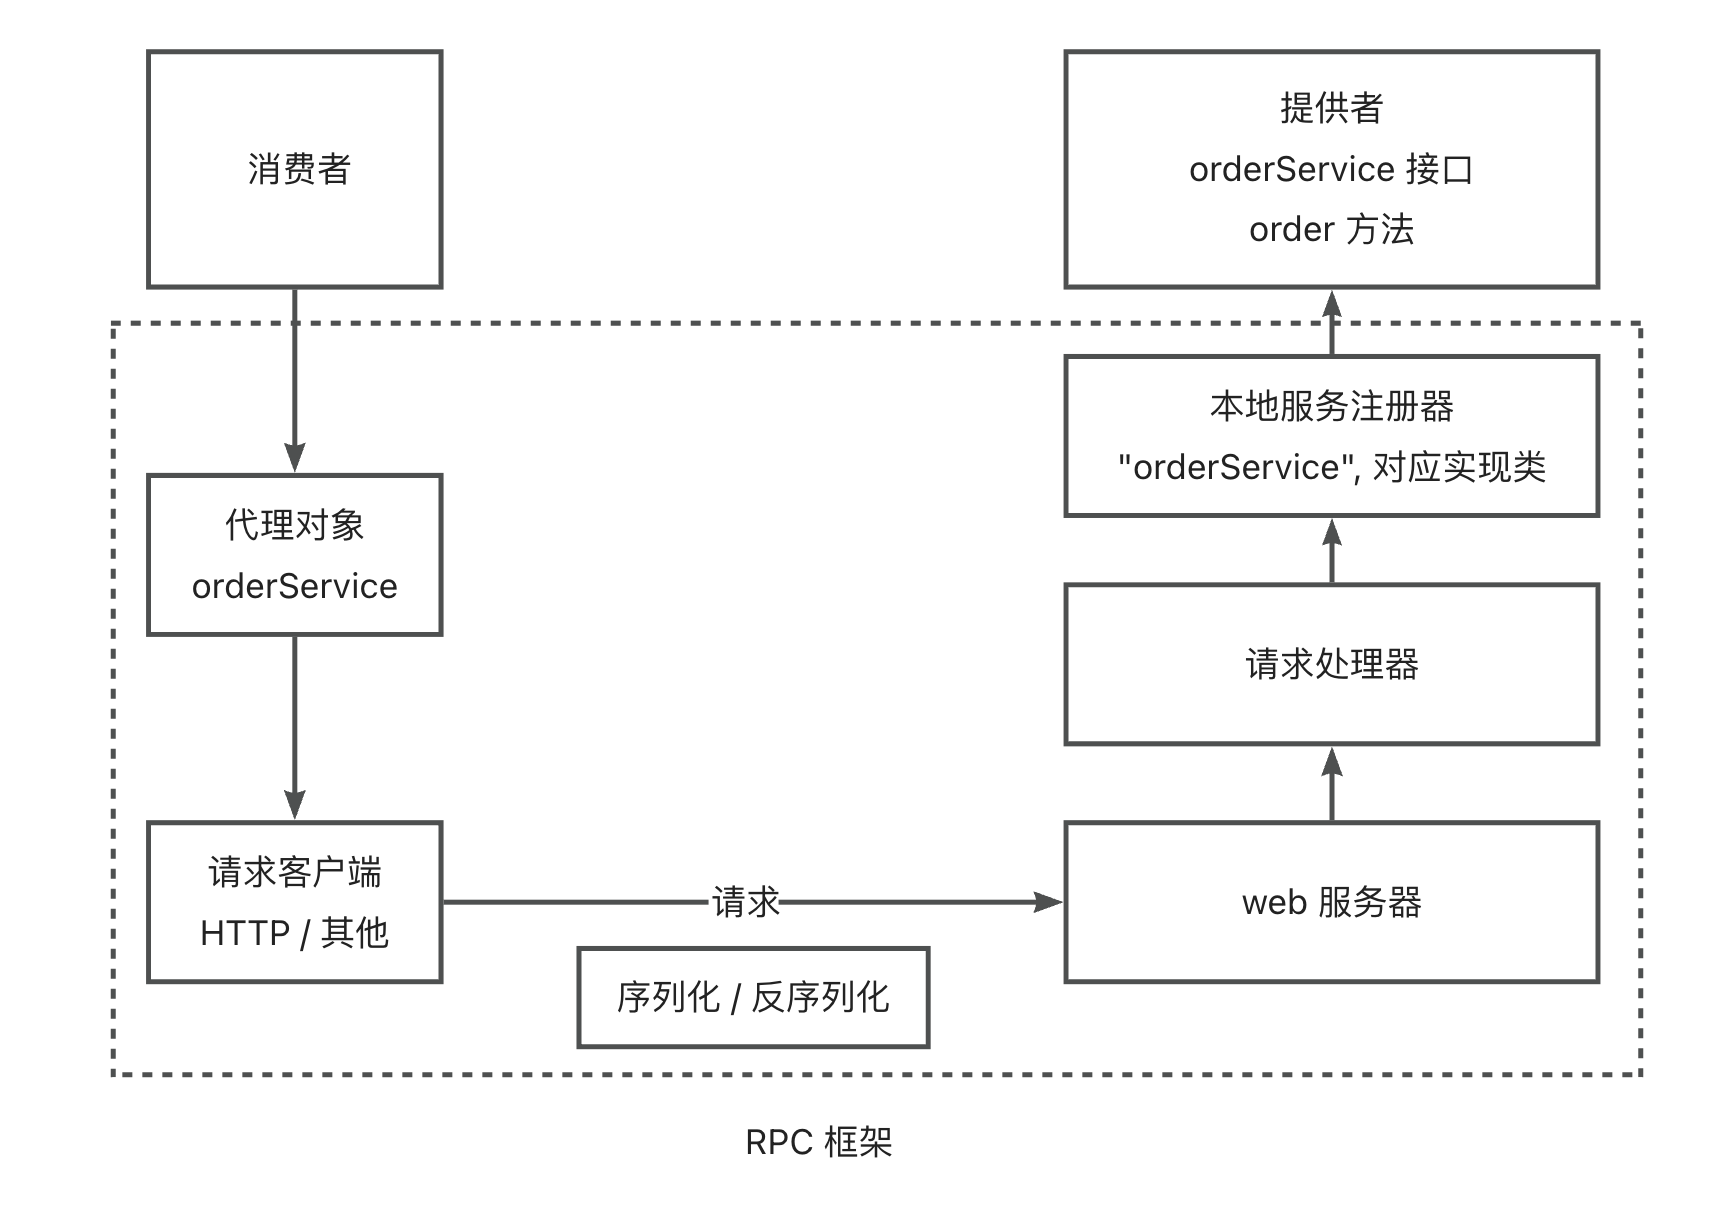 消费者
提供者
orderService 接口
order 方法
本地服务注册器
"orderService", 对应实现类
代理对象
orderService
请求处理器
请求客户端
HTTP / 其他
请求
web 服务器
序列化 / 反序列化
RPC 框架